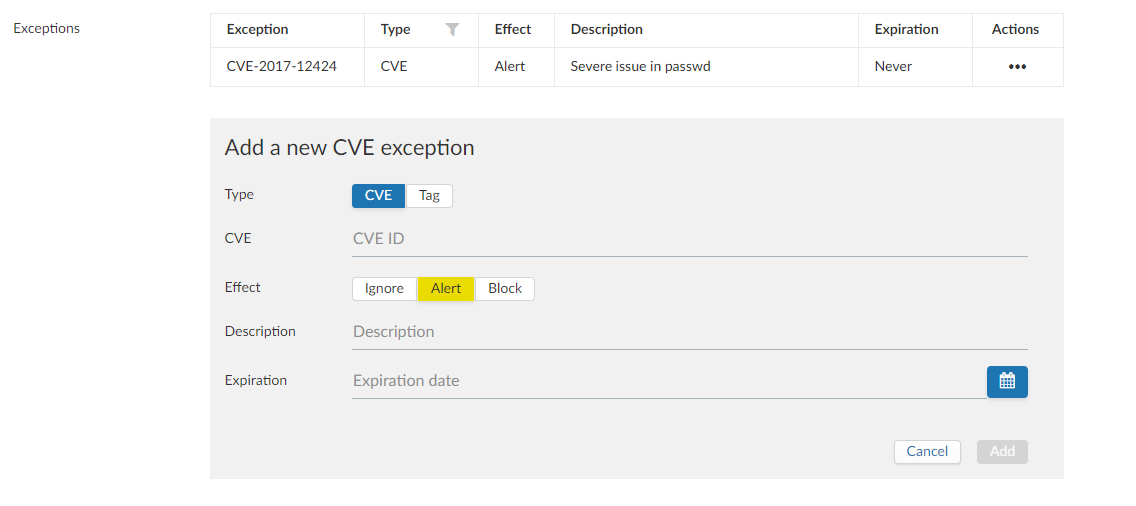 Exceptions
Exception Type Effect Description Expiration Actions
CVE-2017-12424 CVE Alert Severe issue in passwd Never •••
Add a new CVE exception
Type CVE Tag
CVE CVE ID
Effect Ignore Alert Block
Description Description
Expiration Expiration date
Cancel Add